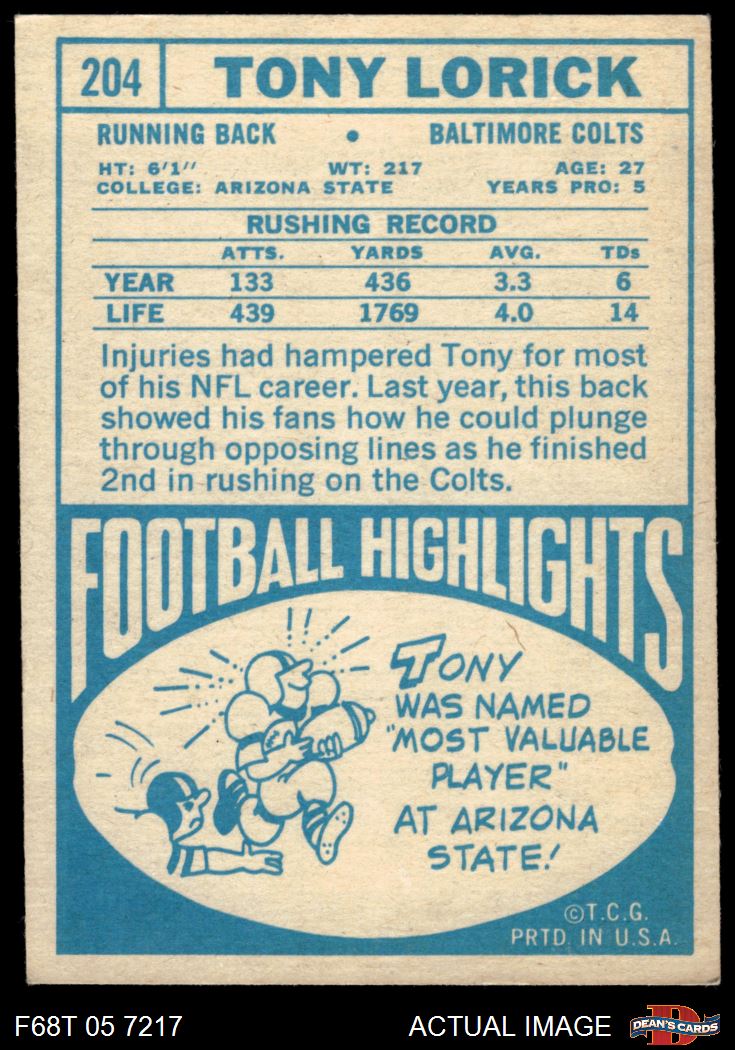 204 TONY LORICK
RUNNING BACK • BALTIMORE COLTS
HT: 6'1" WT: 217 AGE: 27
COLLEGE: ARIZONA STATE YEARS PRO: 5
RUSHING RECORD
ATTS. YARDS AVG. TDs
YEAR 133 436 3.3 6
LIFE 439 1769 4.0 14
Injuries had hampered Tony for most
of his NFL career. Last year, this back
showed his fans how he could plunge
through opposing lines as he finished
2nd in rushing on the Colts.
FOOTBALL HIGHLIGHTS
TONY
WAS NAMED
"MOST VALUABLE
PLAYER"
AT ARIZONA
STATE!
©T.C.G.
PRTD. IN U.S.A.
F68T 05 7217 ACTUAL IMAGE D DEAN'S CARDS